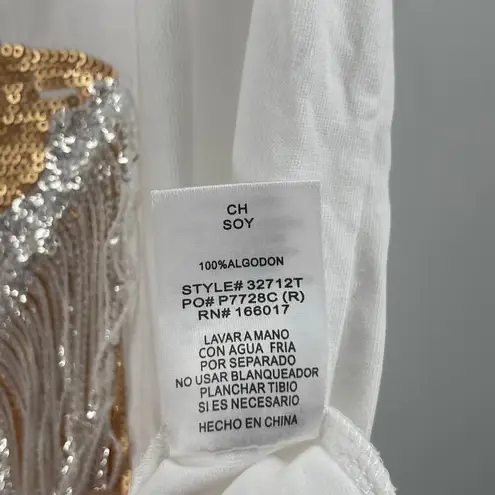 CH
SOY
100%ALGODON
STYLE# 32712T
PO# P7728C (R)
RN# 166017
LAVAR A MANO
CON AGUA FRIA
POR SEPARADO
NO USAR BLANQUEADOR
PLANCHAR TIBIO
SI ES NECESARIO
HECHO EN CHINA